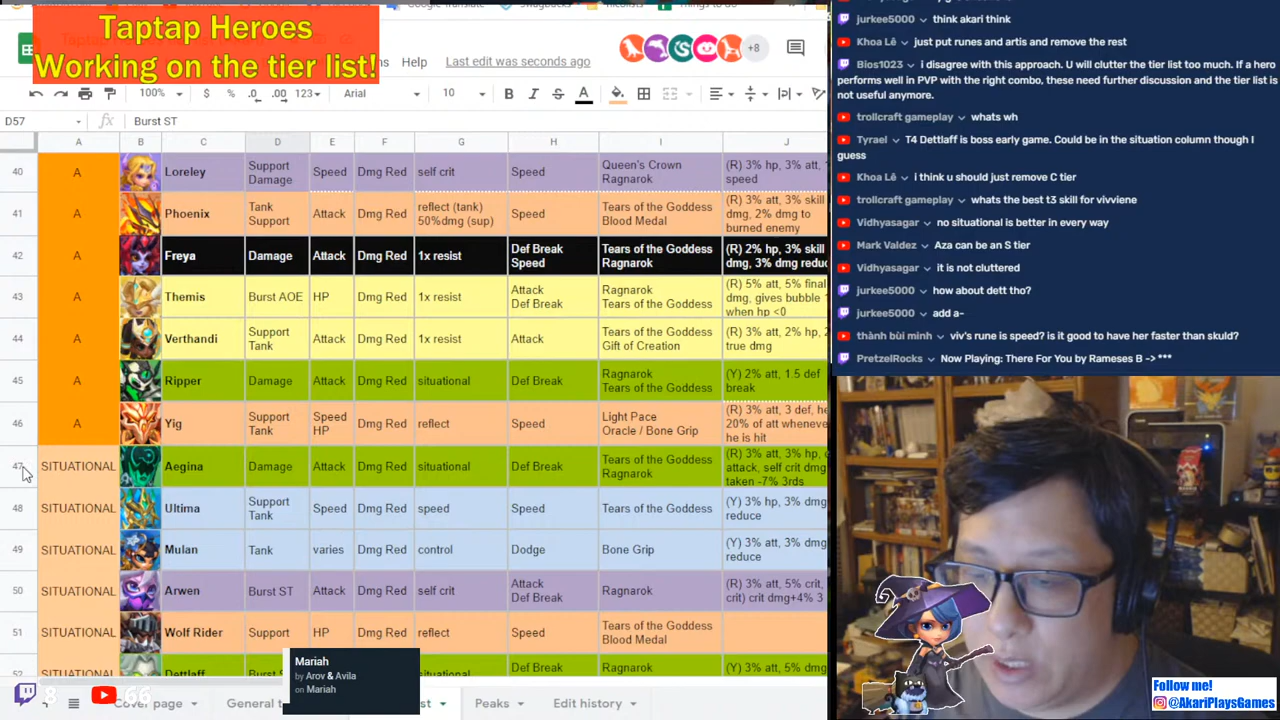 Taptap Heroes
Working on the tier list!
Help
Last edit was seconds ago
+8
100%
$
%
.0
.00
123
Arial
10
B
I
S
A
D57
fx
Burst ST
A
B
C
D
E
F
G
H
I
J
40
A
Loreley
Support
Damage
Speed
Dmg Red
self crit
Speed
Queen's Crown
Ragnarok
(R) 3% hp, 3% att,
speed
41
A
Phoenix
Tank
Support
Attack
Dmg Red
reflect (tank)
50%dmg (sup)
Speed
Tears of the Goddess
Blood Medal
(R) 3% att, 3% skill
dmg, 2% dmg to
burned enemy
42
A
Freya
Damage
Attack
Dmg Red
1x resist
Def Break
Speed
Tears of the Goddess
Ragnarok
(R) 2% hp, 3% skill
dmg, 3% dmg reduc
43
A
Themis
Burst AOE
HP
Dmg Red
1x resist
Attack
Def Break
Ragnarok
Tears of the Goddess
(R) 5% att, 5% final
dmg, gives bubble
when hp <0
44
A
Verthandi
Support
Tank
Attack
Dmg Red
1x resist
Attack
Tears of the Goddess
Gift of Creation
(R) 3% att, 2% hp, 2
true dmg
45
A
Ripper
Damage
Attack
Dmg Red
situational
Def Break
Ragnarok
Tears of the Goddess
(Y) 2% att, 1.5 def
break
46
A
Yig
Support
Tank
Speed
HP
Dmg Red
reflect
Speed
Light Pace
Oracle / Bone Grip
(R) 3% att, 3 def, he
20% of att wheneve
he is hit
47
SITUATIONAL
Aegina
Damage
Attack
Dmg Red
situational
Def Break
Tears of the Goddess
Ragnarok
(R) 3% att, 3% hp,
attack, self crit dmg
taken -7% 3rds
48
SITUATIONAL
Ultima
Support
Tank
Speed
Dmg Red
speed
Speed
Tears of the Goddess
(Y) 3% hp, 3% dmg
reduce
49
SITUATIONAL
Mulan
Tank
varies
Dmg Red
control
Dodge
Bone Grip
(Y) 3% att, 3% dmg
reduce
50
SITUATIONAL
Arwen
Burst ST
Attack
Dmg Red
self crit
Attack
Def Break
Ragnarok
(R) 3% att, 5% crit,
crit) crit dmg+4% 3
51
SITUATIONAL
Wolf Rider
Support
HP
Dmg Red
reflect
Speed
Tears of the Goddess
Blood Medal
52
SITUATIONAL
Dettlaff
Def Break
Ragnarok
(Y) 3% att, 3% dmg
Mariah
by Arov & Avila
on Mariah
8
66
Cover page
General t
Peaks
Edit history
jurkee5000 think akari think
Khoa Lê just put runes and artis and remove the rest
Bios1023 i disagree with this approach. U will clutter the tier list too much. If a hero
performs well in PVP with the right combo, these need further discussion and the tier list is
not useful anymore.
trollcraft gameplay whats wh
Tyrael T4 Dettlaff is boss early game. Could be in the situation column though I
guess
Khoa Lê i think u should just remove C tier
trollcraft gameplay whats the best t3 skill for vivviene
Vidhyasagar no situational is better in every way
Mark Valdez Aza can be an S tier
Vidhyasagar it is not cluttered
jurkee5000 how about dett tho?
jurkee5000 add a-
thành bùi minh viv's rune is speed? is it good to have her faster than skuld?
PretzelRocks Now Playing: There For You by Rameses B -> ***
Follow me!
@AkariPlaysGames